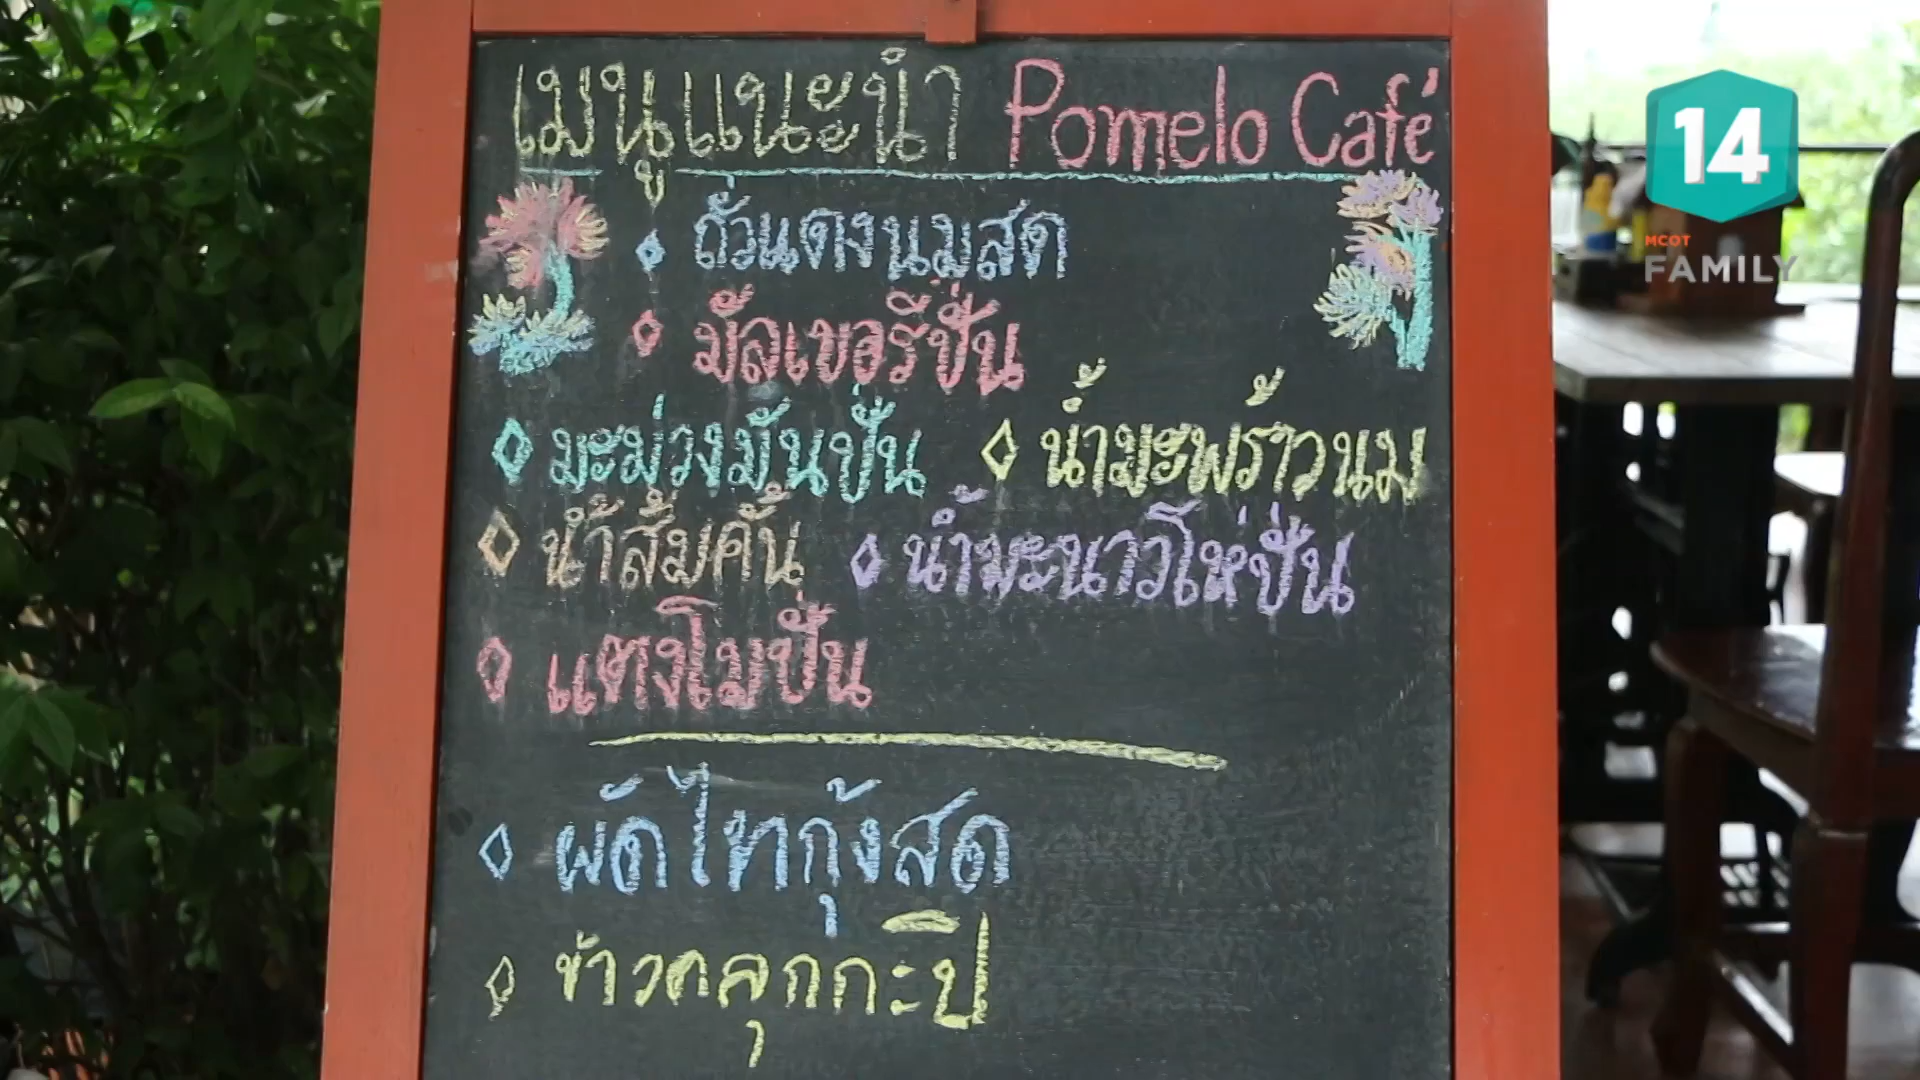 เมนูแนะนำ Pomelo Café
ถั่วแดงนมสด
มัลเบอรี่ปั่น
มะม่วงมันปั่น น้ำมะพร้าวนม
น้ำส้มคั้น น้ำมะนาวโห่ปั่น
แตงโมปั่น
ผัดไทกุ้งสด
ข้าวคลุกกะปิ
14
MCOT
FAMILY